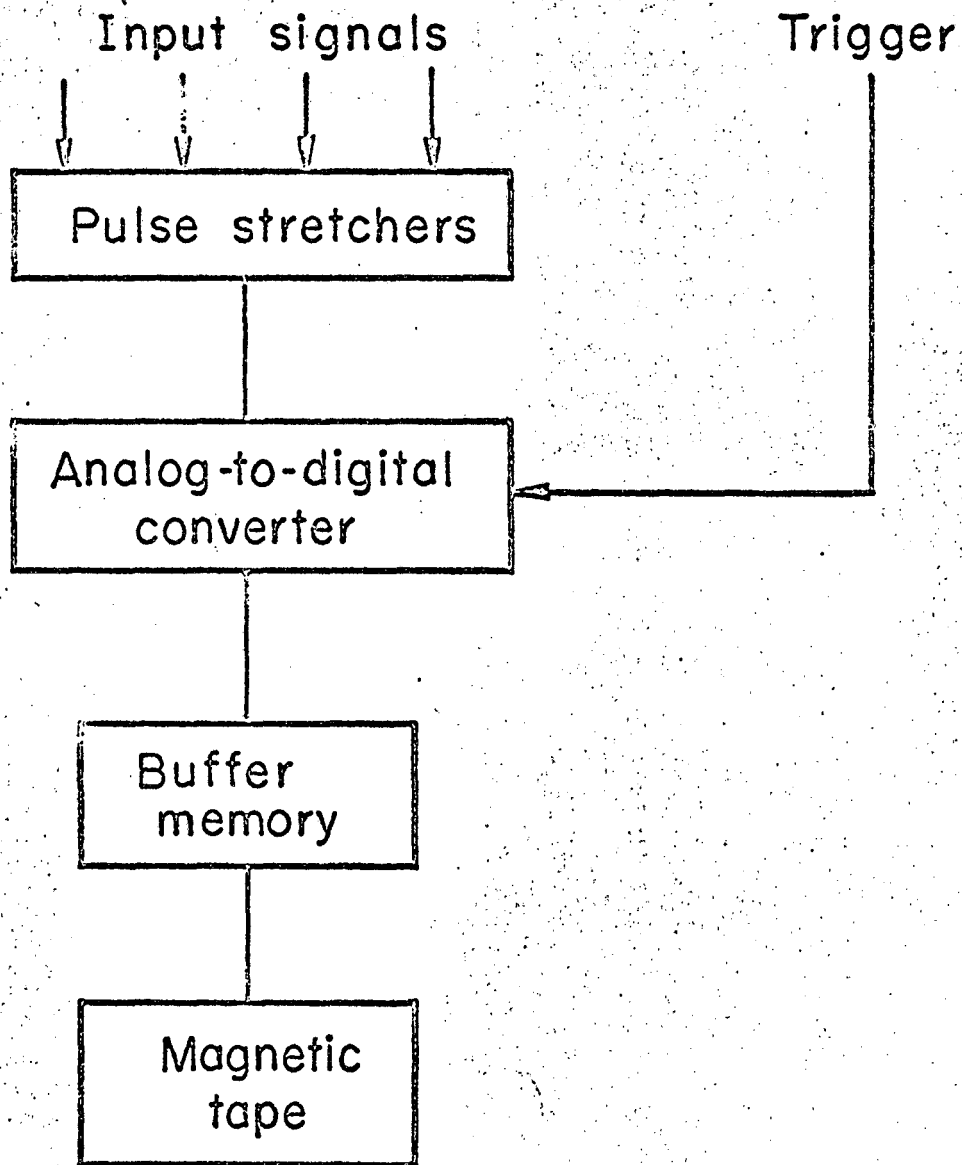 Input signals
Trigger
Pulse stretchers
Analog-to-digital
converter
Buffer
memory
Magnetic
tape